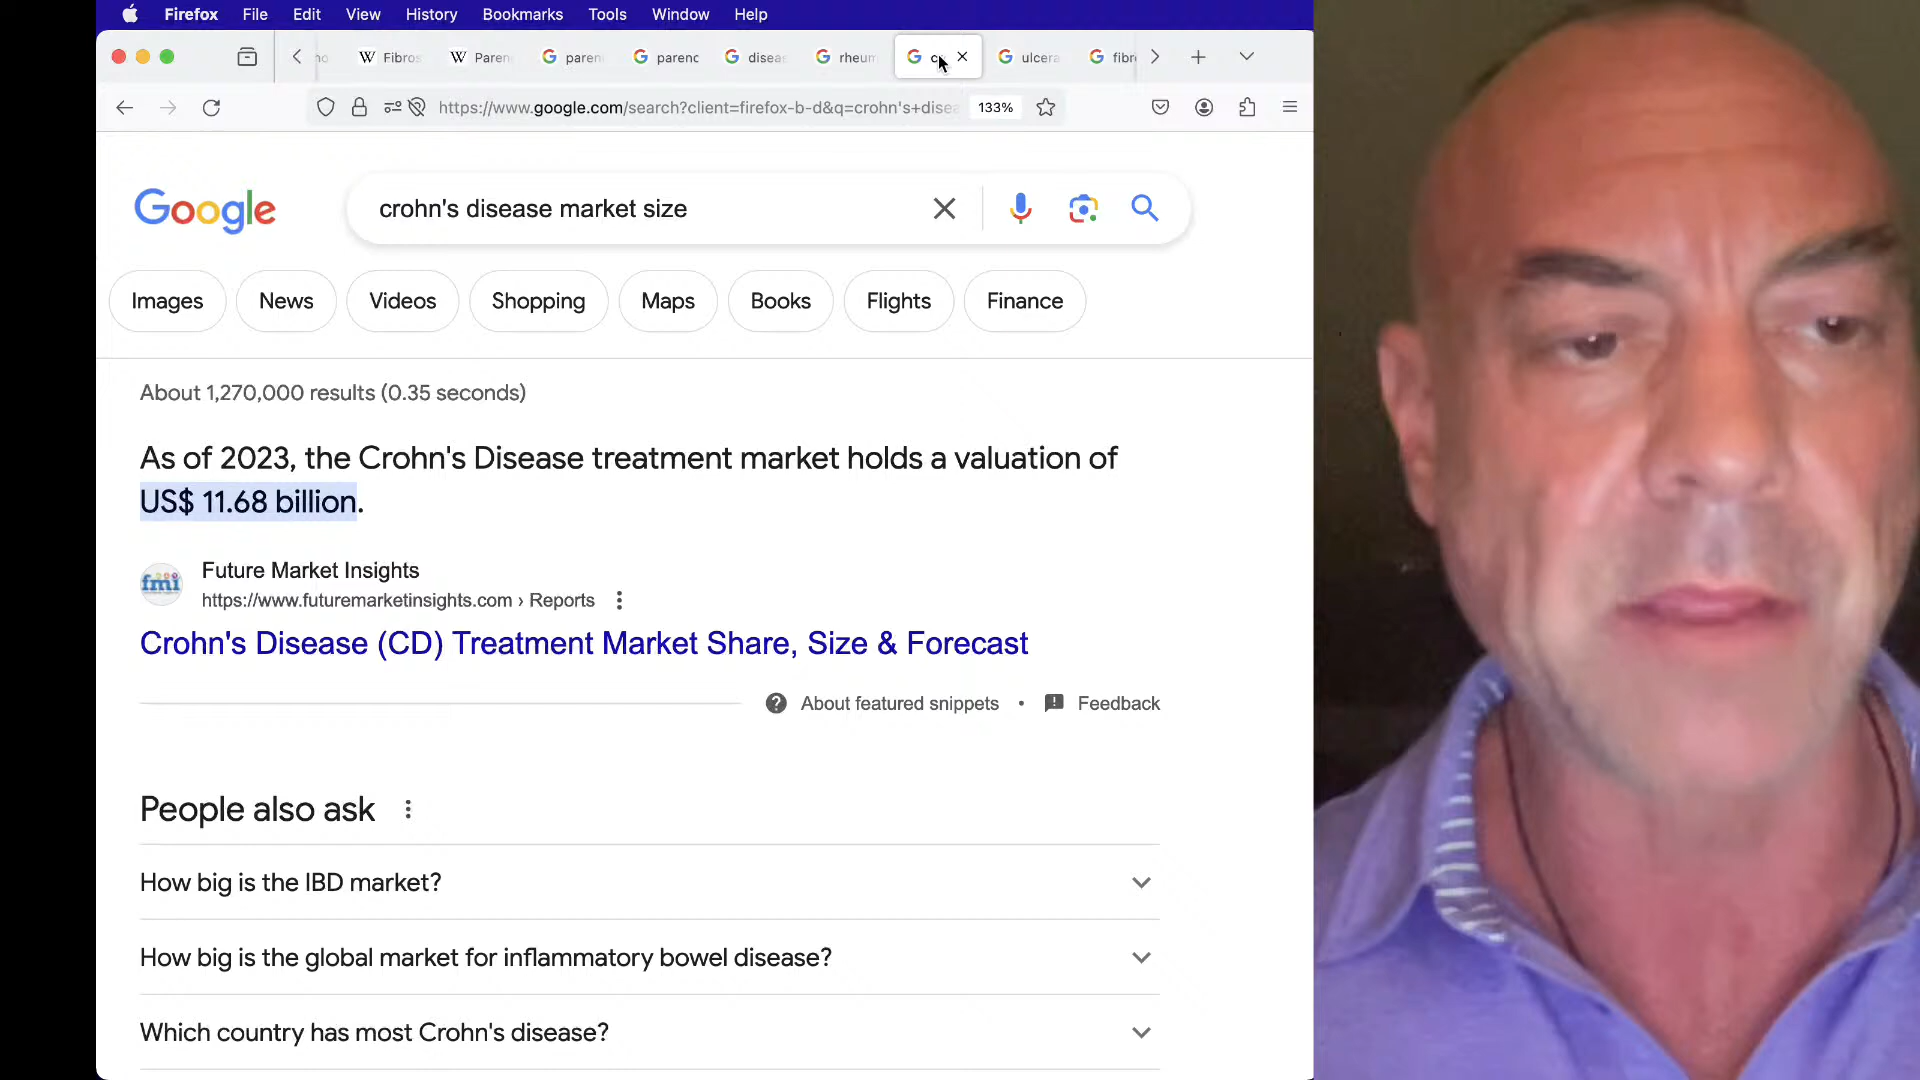 Firefox File Edit View History Bookmarks Tools Window Help
Fibros Paren paren parenc disea rheum c ulcera fibr
https://www.google.com/search?client=firefox-b-d&q=crohn's+dise 133%
Google
crohn's disease market size
Images News Videos Shopping Maps Books Flights Finance
About 1,270,000 results (0.35 seconds)
As of 2023, the Crohn's Disease treatment market holds a valuation of
US$ 11.68 billion.
fmi
Future Market Insights
https://www.futuremarketinsights.com › Reports
Crohn's Disease (CD) Treatment Market Share, Size & Forecast
About featured snippets • Feedback
People also ask
How big is the IBD market?
How big is the global market for inflammatory bowel disease?
Which country has most Crohn's disease?